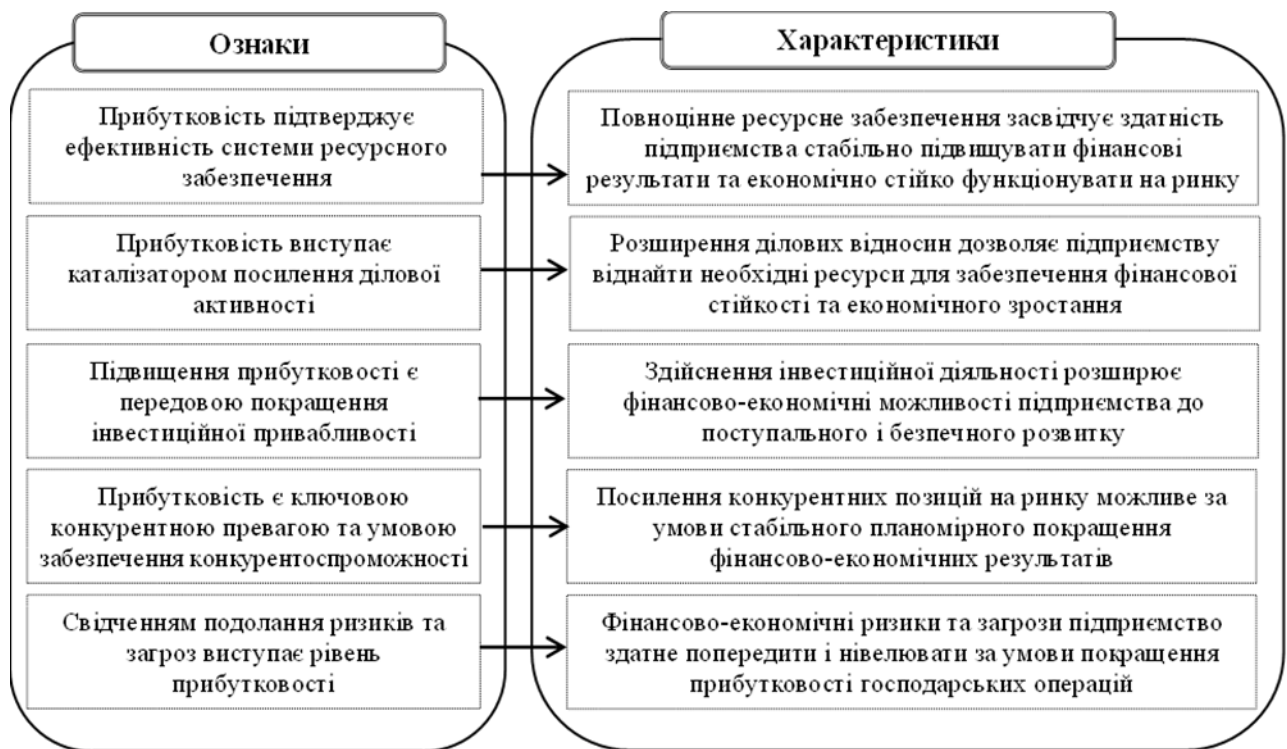 Ознаки
Прибутковість підтверджує
ефективність системи ресурсного
забезпечення
Прибутковість виступає
каталізатором посилення ділової
активності
Підвищення прибутковості є
передовою покращення
інвестиційної привабливості
Прибутковість є ключовою
конкурентною превагою та умовою
забезпечення конкурентоспроможності
Свідченням подолання ризиків та
загроз виступає рівень
прибутковості
Характеристики
Повноцінне ресурсне забезпечення засвідчує здатність
підприємства стабільно підвищувати фінансові
результати та економічно стійко функціонувати на ринку
Розширення ділових відносин дозволяє підприємству
віднайти необхідні ресурси для забезпечення фінансової
стійкості та економічного зростання
Здійснення інвестиційної діяльності розширює
фінансово-економічні можливості підприємства до
поступального і безпечного розвитку
Посилення конкурентних позицій на ринку можливе за
умови стабільного планомірного покращення
фінансово-економічних результатів
Фінансово-економічні ризики та загрози підприємство
здатне попередити і нівелювати за умови покращення
прибутковості господарських операцій